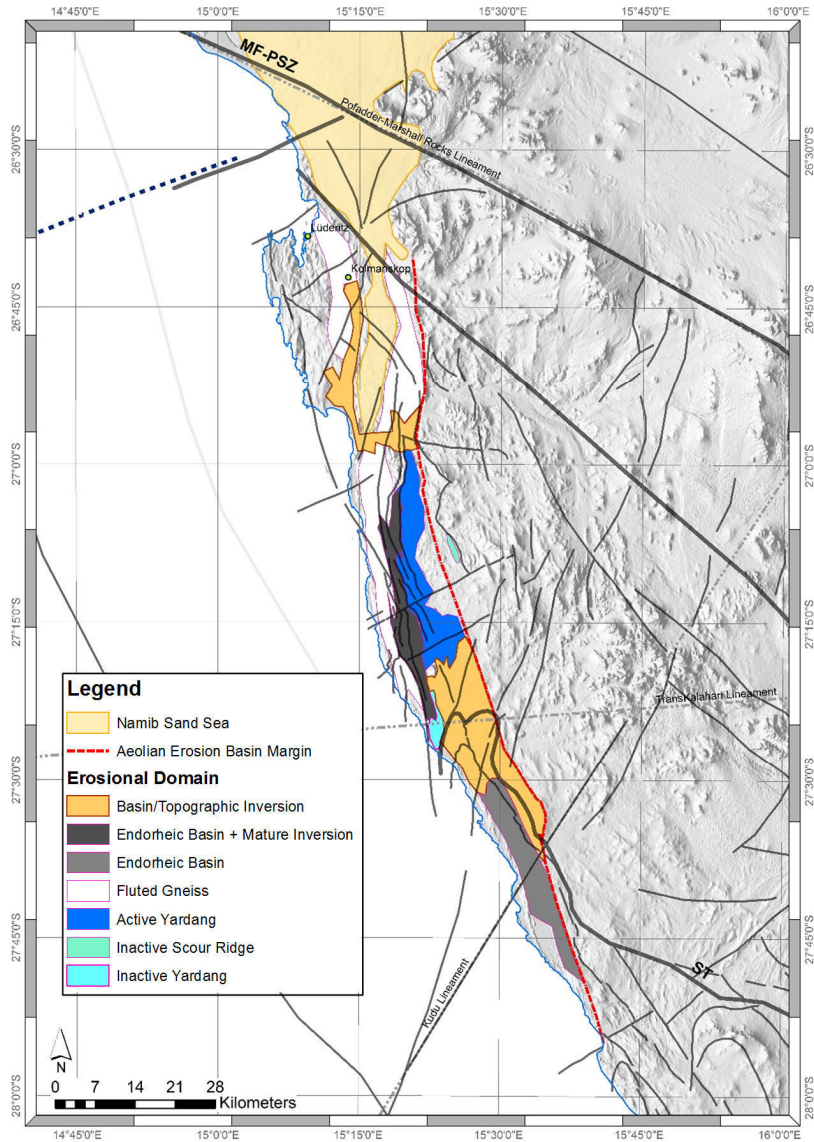 14°45'0"E
15°0'0"E
15°15'0"E
15°30'0"E
15°45'0"E
16°0'0"E
MF-PSZ
Pofadder-Marshall Rocks Lineament
26°30'0"S
26°30'0"S
Lüderitz
Kolmanskop
26°45'0"S
26°45'0"S
27°0'0"S
27°0'0"S
27°15'0"S
27°15'0"S
TransKalahari Lineament
Legend
Namib Sand Sea
Aeolian Erosion Basin Margin
Erosional Domain
Basin/Topographic Inversion
Endorheic Basin + Mature Inversion
Endorheic Basin
Fluted Gneiss
Active Yardang
Inactive Scour Ridge
Inactive Yardang
27°30'0"S
27°30'0"S
27°45'0"S
27°45'0"S
ST
Kudu Lineament
N
0 7 14 21 28
Kilometers
28°0'0"S
28°0'0"S
14°45'0"E
15°0'0"E
15°15'0"E
15°30'0"E
15°45'0"E
16°0'0"E